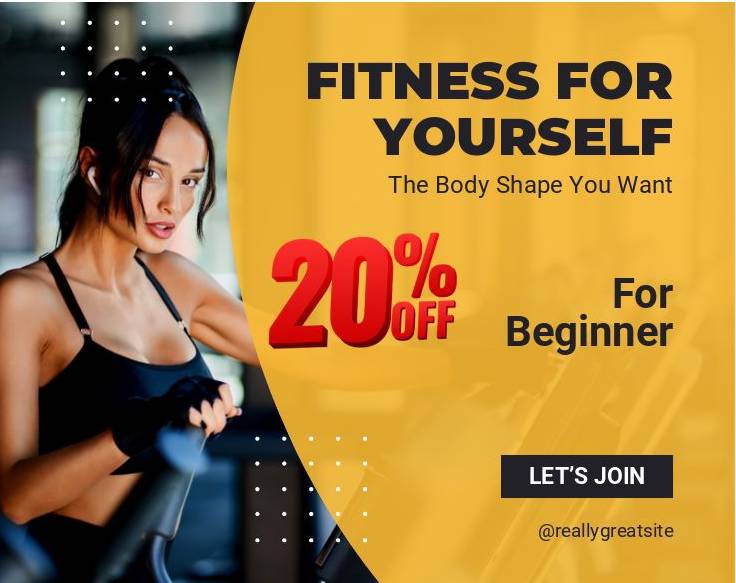 FITNESS FOR
YOURSELF
The Body Shape You Want
20% OFF
For
Beginner
LET’S JOIN
@reallygreatsite